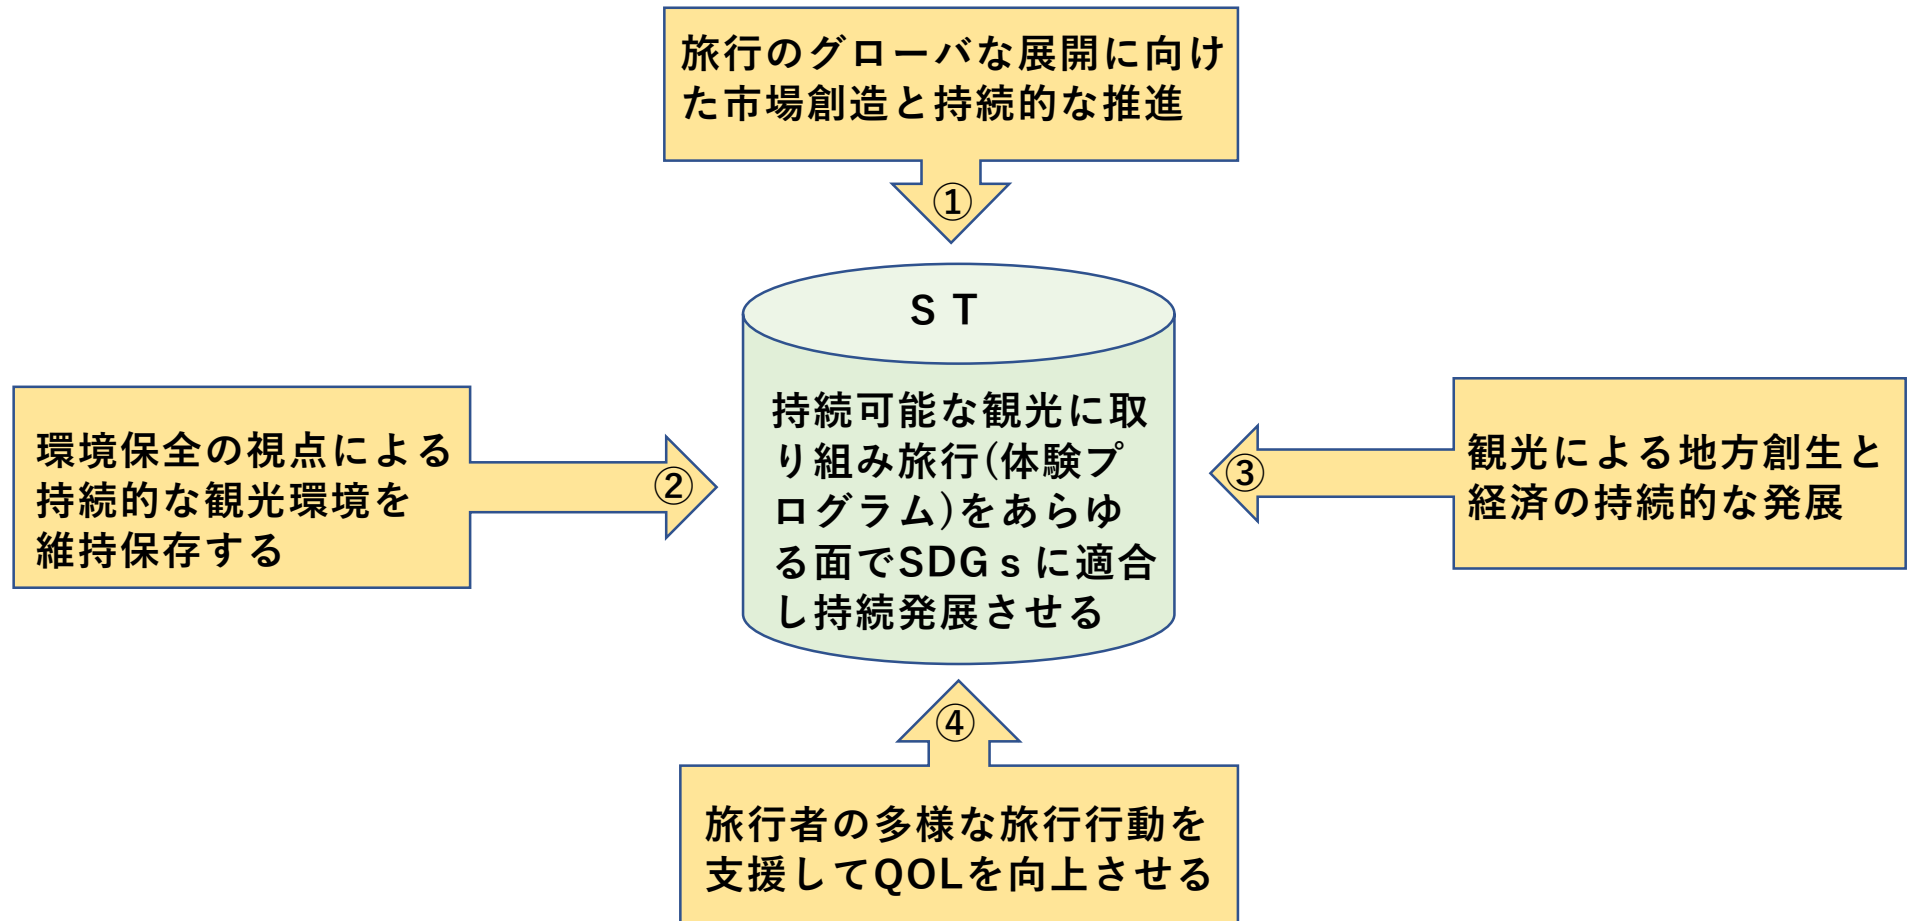 旅行のグローバな展開に向け
た市場創造と持続的な推進
①
ＳＴ
持続可能な観光に取
り組み旅行(体験プ
ログラム)をあらゆ
る面でSDGｓに適合
し持続発展させる
環境保全の視点による
持続的な観光環境を
維持保存する
②
③
観光による地方創生と
経済の持続的な発展
④
旅行者の多様な旅行行動を
支援してQOLを向上させる